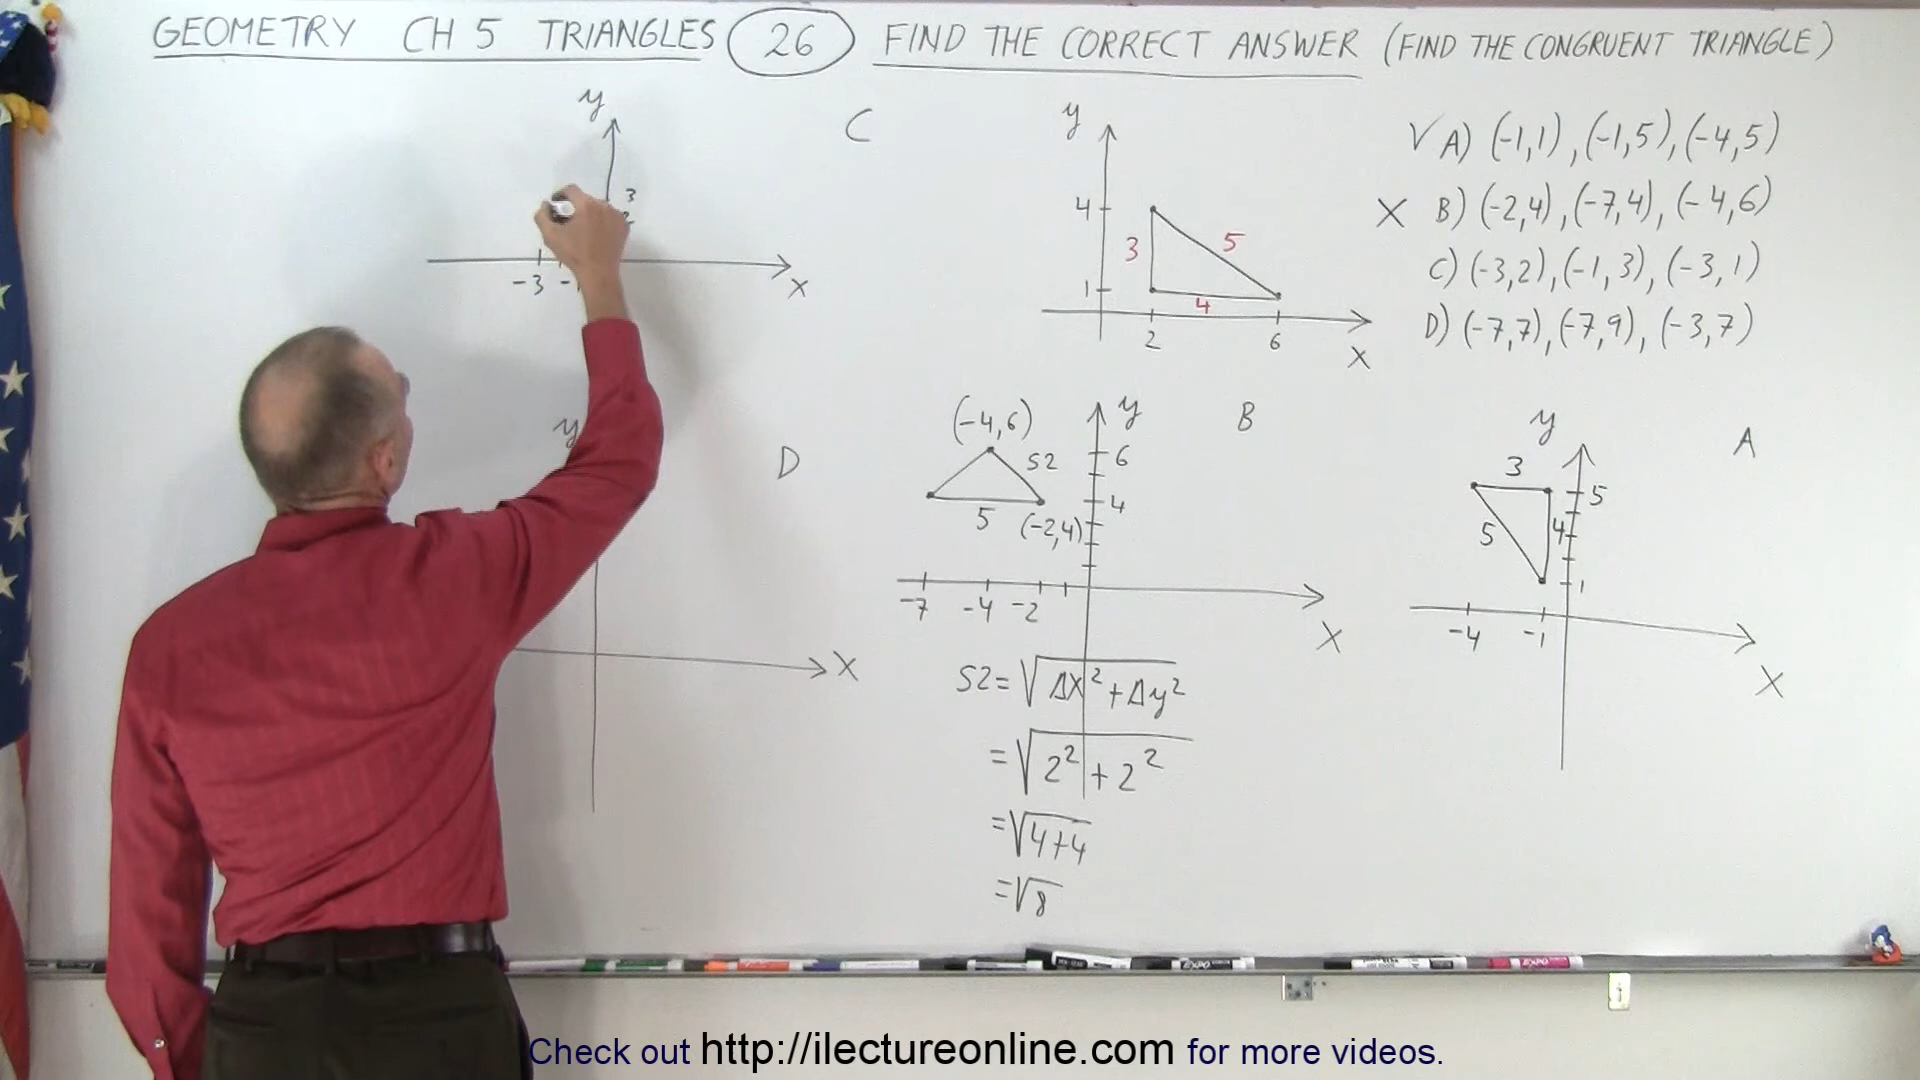 GEOMETRY CH 5 TRIANGLES 26 FIND THE CORRECT ANSWER (FIND THE CONGRUENT TRIANGLE)
y
C
3
2
-3 -1
x
y
4
3
5
1
4
2
6
x
√ A) (-1,1), (-1,5), (-4,5)
X B) (-2,4), (-7,4), (-4,6)
C) (-3,2), (-1,3), (-3,1)
D) (-7,7), (-7,9), (-3,7)
y
D
x
(-4,6)
y
B
S2
6
4
5
(-2,4)
-7 -4 -2
x
S2 = √Δx² + Δy²
= √2² + 2²
= √4+4
= √8
y
A
3
5
5
4
1
-4 -1
x
EXPO
EXPO
Check out http://ilectureonline.com for more videos.